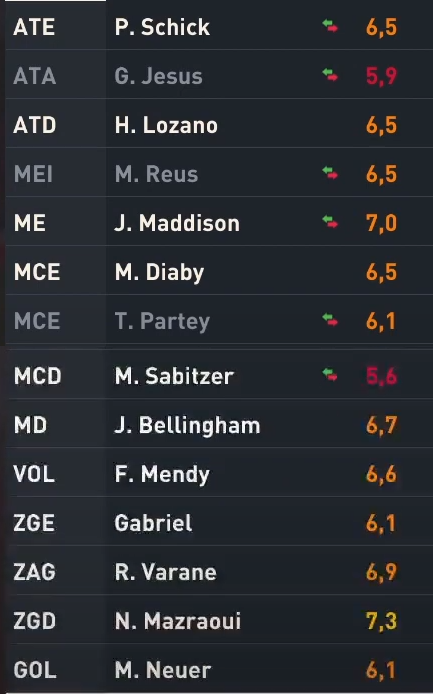 ATE P. Schick 6,5
ATA G. Jesus 5,9
ATD H. Lozano 6,5
MEI M. Reus 6,5
ME J. Maddison 7,0
MCE M. Diaby 6,5
MCE T. Partey 6,1
MCD M. Sabitzer 5,6
MD J. Bellingham 6,7
VOL F. Mendy 6,6
ZGE Gabriel 6,1
ZAG R. Varane 6,9
ZGD N. Mazraoui 7,3
GOL M. Neuer 6,1